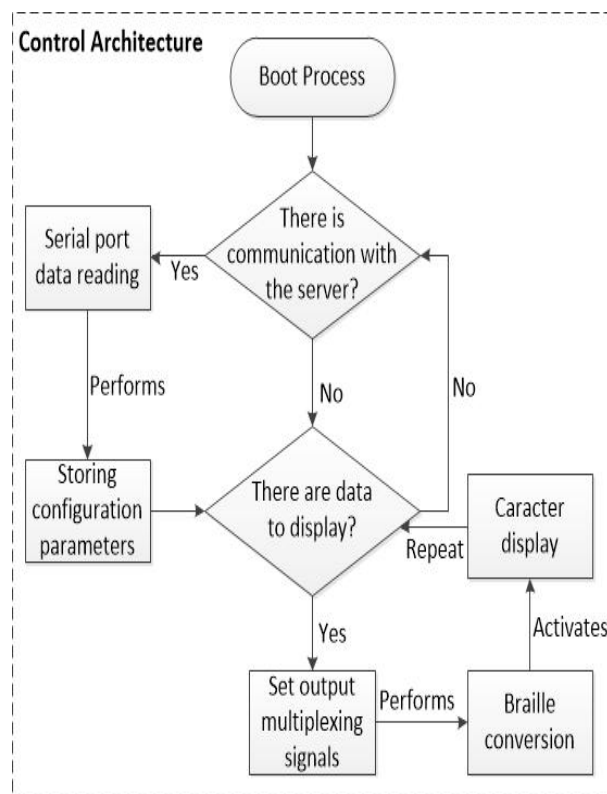 Control Architecture
Boot Process
There is
communication with
the server?
Yes
Serial port
data reading
Performs
No
No
Storing
configuration
parameters
There are data
to display?
Caracter
display
Repeat
Yes
Activates
Set output
multiplexing
signals
Performs
Braille
conversion